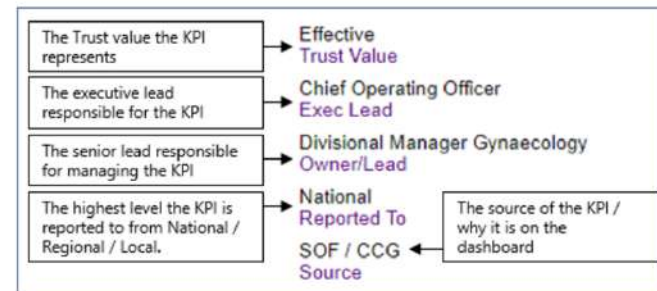 The Trust value the KPI
represents
Effective
Trust Value
The executive lead
responsible for the KPI
Chief Operating Officer
Exec Lead
The senior lead responsible
for managing the KPI
Divisional Manager Gynaecology
Owner/Lead
The highest level the KPI is
reported to from National /
Regional / Local.
National
Reported To
SOF / CCG
Source
The source of the KPI /
why it is on the
dashboard